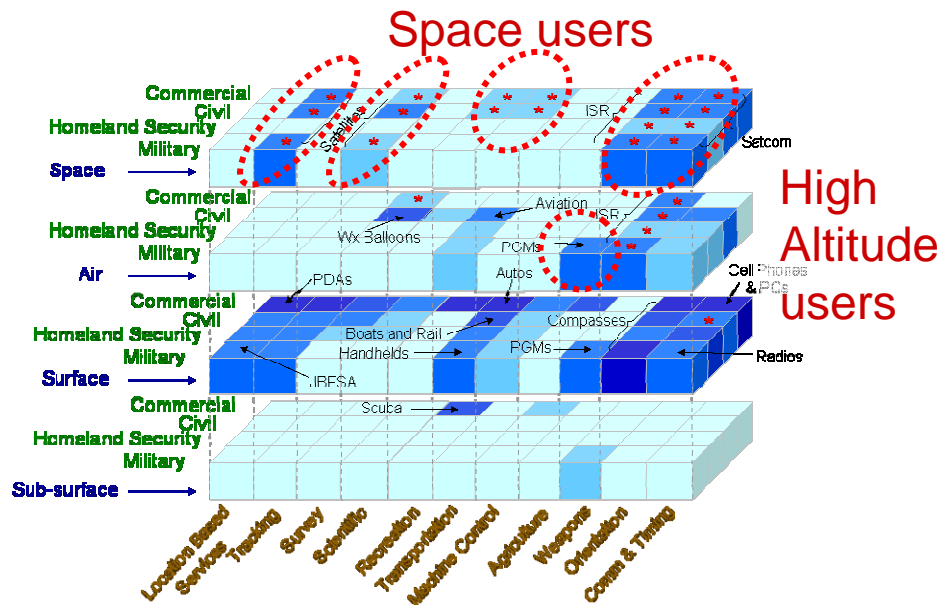 Space users
Commercial
Civil
Homeland Security
Military
Space
Satellites
ISR
Satcom
High
Altitude
users
Commercial
Civil
Homeland Security
Military
Air
Aviation
Wx Balloons
ISR
PGMs
Autos
PDAs
Cell Phones
& PCs
Commercial
Civil
Homeland Security
Military
Surface
Boats and Rail
Handhelds
Compasses
PGMs
Radios
Commercial
Civil
Homeland Security
Military
Sub-surface
Scuba
Location Based
Services
Tracking
Survey
Scientific
Recreation
Transportation
Machine Control
Agriculture
Weapons
Orientation
Comm & Timing